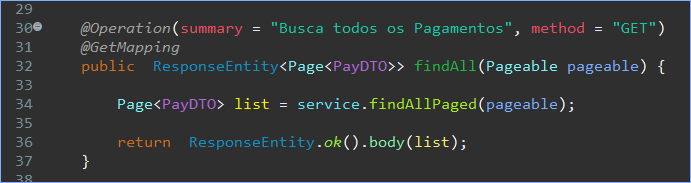 29
30 @Operation(summary = "Busca todos os Pagamentos", method = "GET")
31 @GetMapping
32 public  ResponseEntity<Page<PayDTO>> findAll(Pageable pageable) {
33
34 Page<PayDTO> list = service.findAllPaged(pageable);
35
36 return  ResponseEntity.ok().body(list);
37 }